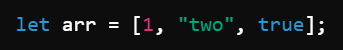 let arr = [1, "two", true];